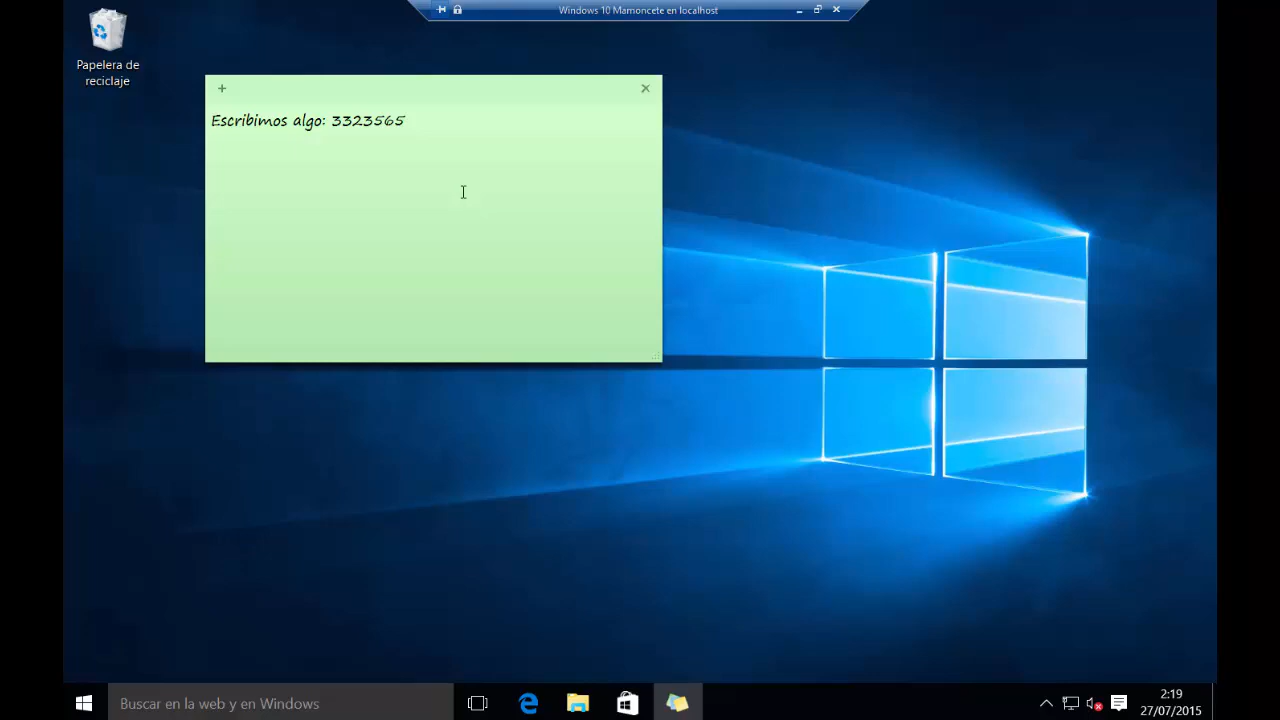 Windows 10 Mamoncete en localhost
Papelera de
reciclaje
Escribimos algo: 3323565
Buscar en la web y en Windows
2:19
27/07/2015